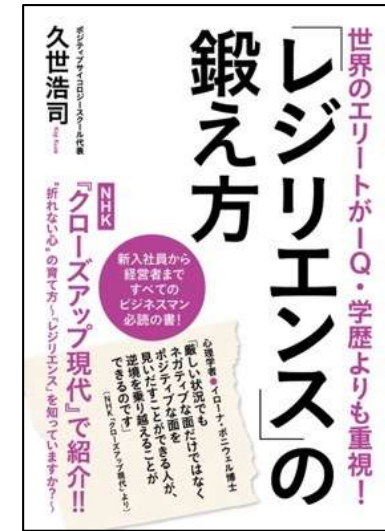 世界のエリートがIQ・学歴よりも重視!
「レジリエンス」の
鍛え方
ポジティブサイコロジースクール代表
久世浩司
Koji Kuze
NHK
『クローズアップ現代』で紹介!!
"折れない心"の育て方~「レジリエンス」を知っていますか?~
新入社員から
経営者まで
すべての
ビジネスマン
必読の書!
心理学者●イローナ・ボニウェル博士
「厳しい状況でも
ネガティブな面だけではなく
ポジティブな面を
見いだすことができる人が、
逆境を乗り越えることが
できるのです」
(NHK「クローズアップ現代」より)